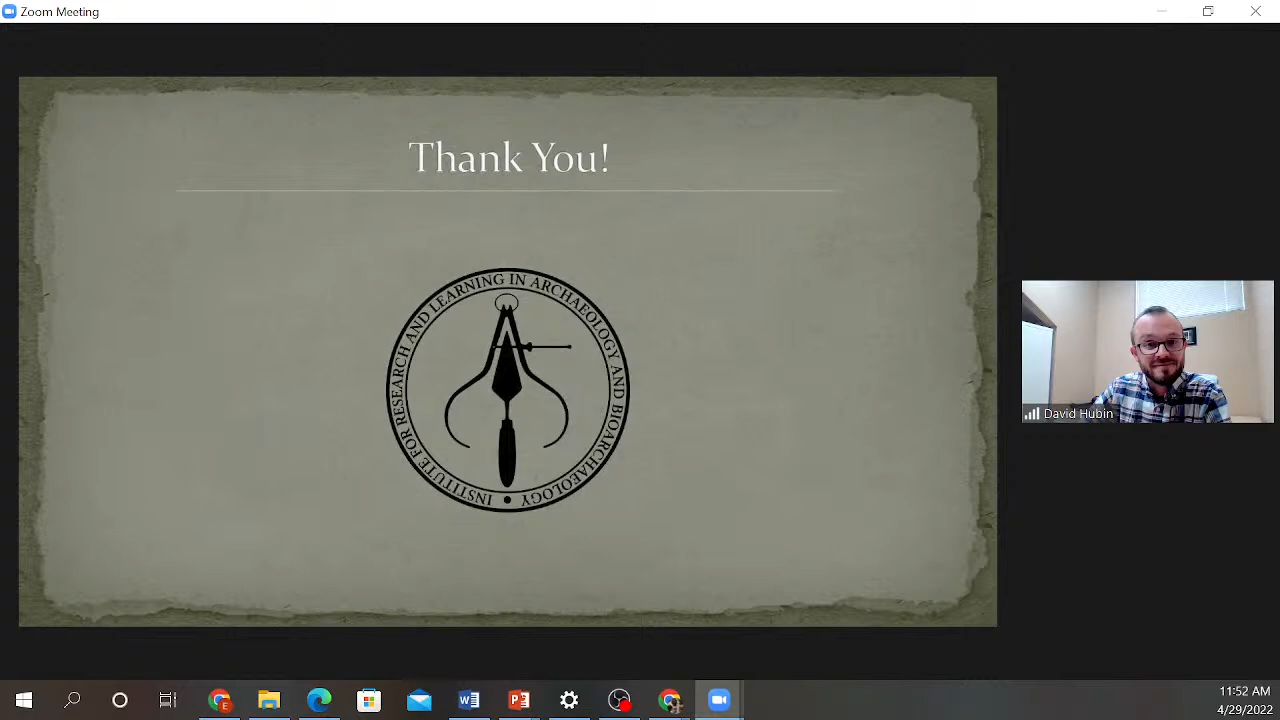 Zoom Meeting
Thank You!
INSTITUTE FOR RESEARCH AND LEARNING IN ARCHAEOLOGY AND BIOARCHAEOLOGY
David Hubin
E
11:52 AM
4/29/2022